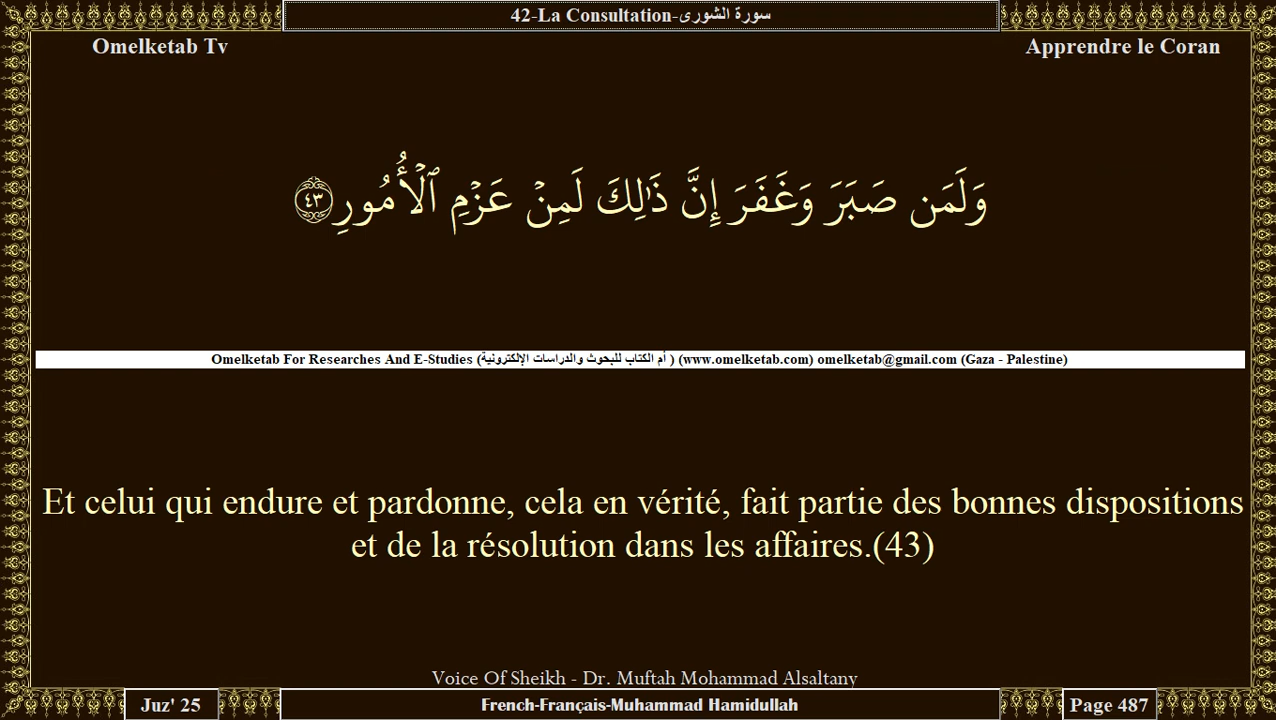 42-La Consultation-سورة الشورى
Omelketab Tv
Apprendre le Coran
وَلَمَن صَبَرَ وَغَفَرَ إِنَّ ذَٰلِكَ لَمِنْ عَزْمِ ٱلْأُمُورِ ٤٣
Omelketab For Researches And E-Studies (أم الكتاب للبحوث والدراسات الإلكترونية ) (www.omelketab.com) omelketab@gmail.com (Gaza - Palestine)
Et celui qui endure et pardonne, cela en vérité, fait partie des bonnes dispositions
et de la résolution dans les affaires.(43)
Voice Of Sheikh - Dr. Muftah Mohammad Alsaltany
Juz' 25
French-Français-Muhammad Hamidullah
Page 487